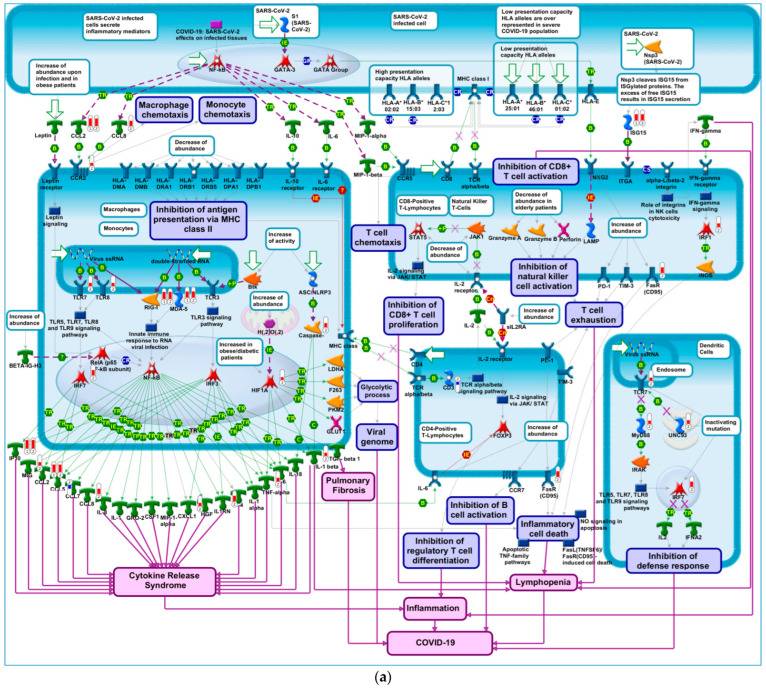 SARS-CoV-2 infected
cells secrete
inflammatory mediators
COVID-19: SARS-CoV-2
effects on infected tissues
NF-kB
SARS-CoV-2
S1
(SARS-
CoV-2)
GATA-3
GATA Group
SARS-CoV-2
infected cell
Low presentation capacity
HLA alleles are over
represented in severe
COVID-19 population
SARS-CoV-2
Nsp3
(SARS-CoV-2)
High presentation
capacity HLA alleles
MHC class I
Low presentation
capacity HLA alleles
Nsp3 cleaves ISG15 from
ISGylated proteins. The
excess of free ISG15
results in ISG15 secretion
HLA-A*
02:02
HLA-B*
15:03
HLA-C*1
2:03
HLA-A*
25:01
HLA-B*
46:01
HLA-C*
01:02
HLA-E
Increase of
abundance upon
infection and in
obese patients
Macrophage
chemotaxis
Monocyte
chemotaxis
Leptin
CCL2
CCL8
IL-10
IL-6
MIP-1-alpha
MIP-1-beta
ISG15
IFN-gamma
Decrease of
abundance
Leptin
receptor
CCR2
HLA-
DMA
HLA-
DMB
HLA-
DRA1
HLA-
DRB1
HLA-
DRB5
HLA-
DPA1
HLA-
DPB1
IL-10
receptor
IL-6
receptor
CCR5
CD8
TCR
alpha/beta
Inhibition of CD8+
T cell activation
NKG2
ITGA
alpha-L/beta-2
integrin
IFN-gamma
receptor
Leptin
signaling
Macrophages
Monocytes
Inhibition of antigen
presentation via MHC
class II
T cell
chemotaxis
CD8-Positive
T-Lymphocytes
Natural Killer
T-Cells
Decrease of
abundance in
elderly patients
Role of integrins
in NK cells
cytotoxicity
IFN-gamma
signaling
STAT5
JAK1
Granzyme A
Granzyme B
Perforin
LAMP
IRF1
iNOS
Decrease of
abundance
IL-2 signaling
via JAK/ STAT
IL-2
receptor
Inhibition of
natural killer
cell activation
Increase of
abundance
PD-1
TIM-3
FasR
(CD95)
Virus ssRNA
double-stranded RNA
TLR7
TLR8
RIG-I
MDA-5
TLR3
Btk
Increase
of activity
ASC/NLRP3
TLR5, TLR7, TLR8
and TLR9 signaling
pathways
TLR3 signaling
pathway
Innate immune
response to RNA
viral infection
Increase of
abundance
H(,2)O(,2)
Caspase-1
MHC
class
Increase of
abundance
BETA-IG-H3
RelA (p65
NF-kB subunit)
NF-kB
IRF7
IRF3
HIF1A
Increased in
obese/diabetic
patients
LDHA
F263
PKM2
GLUT1
Glycolytic
process
Viral
genome
Inhibition of
CD8+ T cell
proliferation
IL-2
sIL2RA
Increase of
abundance
T cell
exhaustion
CD4
IL-2 receptor
PD-1
TIM-3
TCR
alpha/beta
CD3
TCR alpha/beta
signaling pathway
IL-2 signaling
via JAK/ STAT
CD4-Positive
T-Lymphocytes
FOXP3
Increase of
abundance
IL-6
CCR7
FasR
(CD95)
Virus ssRNA
Dendritic
Cells
Endosome
TLR7
MyD88
UNC93
Inactivating
mutation
IRAK
TLR5, TLR7, TLR8
and TLR9 signaling
pathways
IRF7
IL2
IFNA2
IP10
MIG
CCL2
CCL7
CCL8
IL-1
GRO-2
CSF1
MIP-1-
alpha
CXCL1
HGF
IL1RN
IL-1
alpha
TNF-alpha
IL-6
IL-18
IL-1 beta
TGF-beta 1
Pulmonary
Fibrosis
Inhibition of B
cell activation
Inhibition of
regulatory T cell
differentiation
Inflammatory
cell death
NO signaling in
apoptosis
Apoptotic
TNF-family
pathways
FasL(TNFSF6)/
FasR(CD95)-
induced cell death
Inhibition of
defense response
Cytokine Release
Syndrome
Lymphopenia
Inflammation
COVID-19
(a)